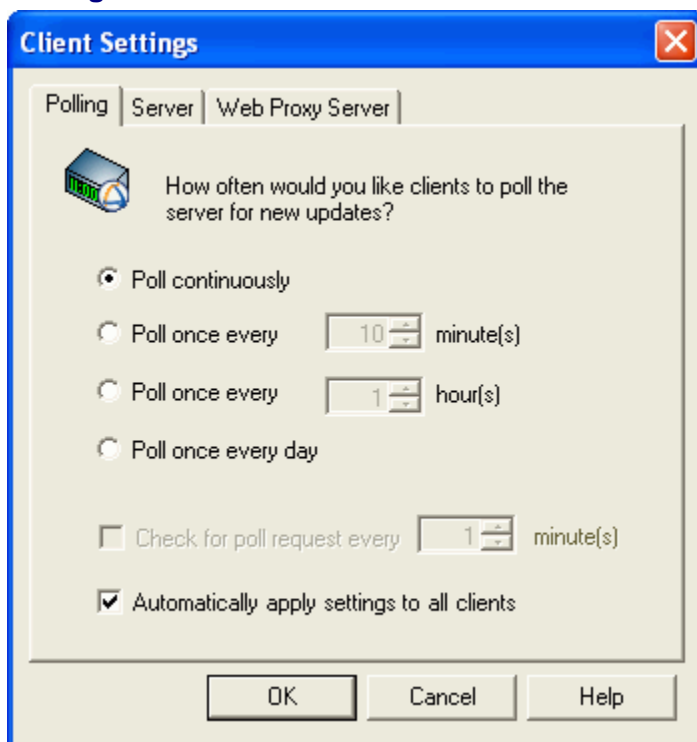 Client Settings
Polling Server Web Proxy Server
How often would you like clients to poll the
server for new updates?
Poll continuously
Poll once every 10 minute(s)
Poll once every 1 hour(s)
Poll once every day
Check for poll request every 1 minute(s)
Automatically apply settings to all clients
OK Cancel Help